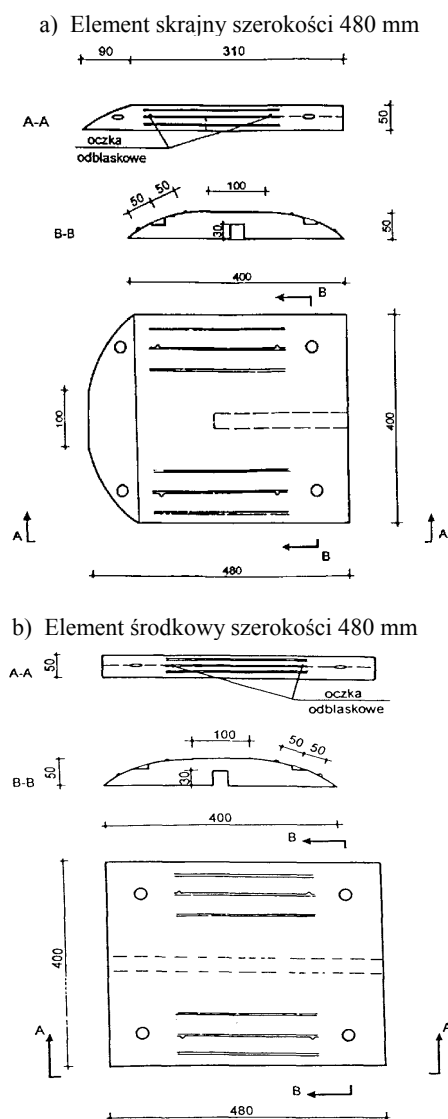 a) Element skrajny szerokości 480 mm
90 310
A-A
50
oczka
odblaskowe
50 50 100
B-B
30
50
400
B
100
400
A
B
A
480
b) Element środkowy szerokości 480 mm
A-A
50
oczka
odblaskowe
100 50 50
B-B
50
30
400
B
400
A
A
B
480